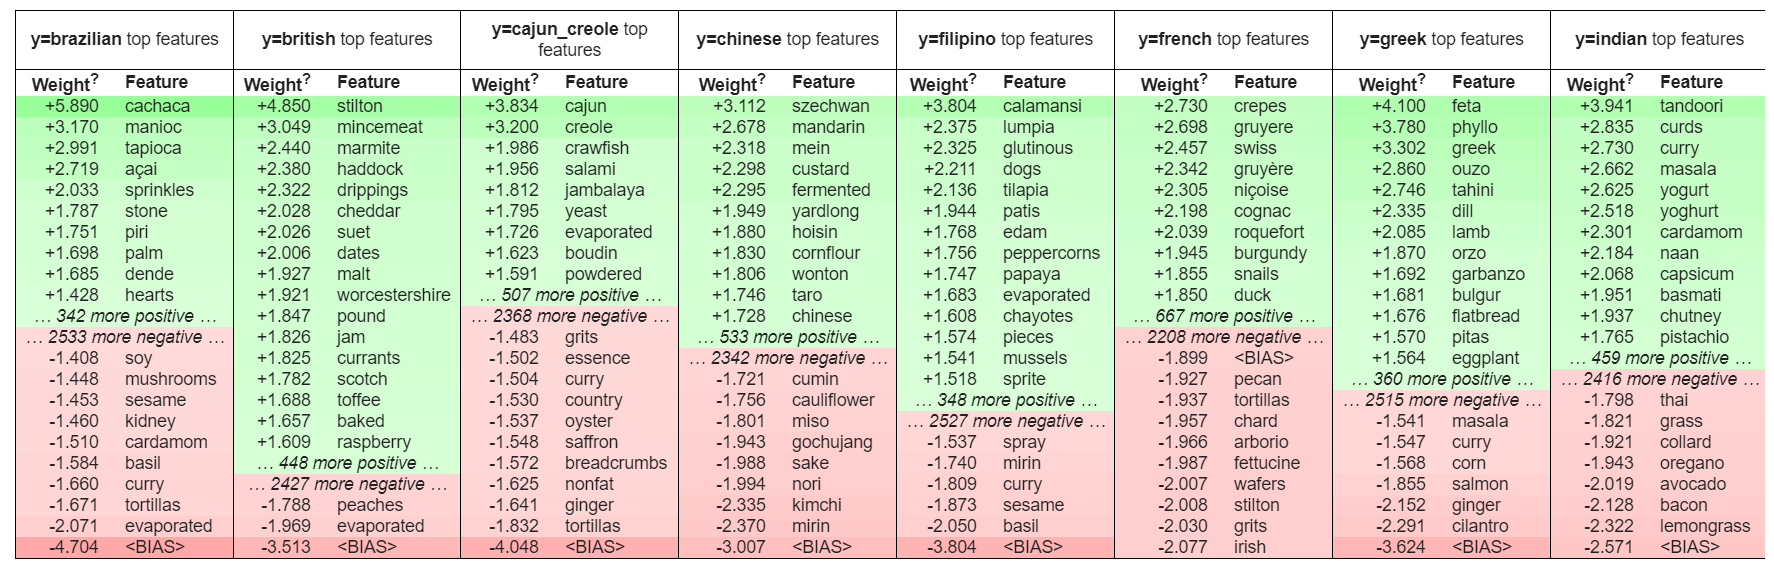 y=brazilian top features
Weight? Feature
+5.890 cachaca
+3.170 manioc
+2.991 tapioca
+2.719 açai
+2.033 sprinkles
+1.787 stone
+1.751 piri
+1.698 palm
+1.685 dende
+1.428 hearts
… 342 more positive …
… 2533 more negative …
-1.408 soy
-1.448 mushrooms
-1.453 sesame
-1.460 kidney
-1.510 cardamom
-1.584 basil
-1.660 curry
-1.671 tortillas
-2.071 evaporated
-4.704 <BIAS>
y=british top features
Weight? Feature
+4.850 stilton
+3.049 mincemeat
+2.440 marmite
+2.380 haddock
+2.322 drippings
+2.028 cheddar
+2.026 suet
+2.006 dates
+1.927 malt
+1.921 worcestershire
+1.847 pound
+1.826 jam
+1.825 currants
+1.782 scotch
+1.688 toffee
+1.657 baked
+1.609 raspberry
… 448 more positive …
… 2427 more negative …
-1.788 peaches
-1.969 evaporated
-3.513 <BIAS>
y=cajun_creole top
features
Weight? Feature
+3.834 cajun
+3.200 creole
+1.986 crawfish
+1.956 salami
+1.812 jambalaya
+1.795 yeast
+1.726 evaporated
+1.623 boudin
+1.591 powdered
… 507 more positive …
… 2368 more negative …
-1.483 grits
-1.502 essence
-1.504 curry
-1.530 country
-1.537 oyster
-1.548 saffron
-1.572 breadcrumbs
-1.625 nonfat
-1.641 ginger
-1.832 tortillas
-4.048 <BIAS>
y=chinese top features
Weight? Feature
+3.112 szechwan
+2.678 mandarin
+2.318 mein
+2.298 custard
+2.295 fermented
+1.949 yardlong
+1.880 hoisin
+1.830 cornflour
+1.806 wonton
+1.746 taro
+1.728 chinese
… 533 more positive …
… 2342 more negative …
-1.721 cumin
-1.756 cauliflower
-1.801 miso
-1.943 gochujang
-1.988 sake
-1.994 nori
-2.335 kimchi
-2.370 mirin
-3.007 <BIAS>
y=filipino top features
Weight? Feature
+3.804 calamansi
+2.375 lumpia
+2.325 glutinous
+2.211 dogs
+2.136 tilapia
+1.944 patis
+1.768 edam
+1.756 peppercorns
+1.747 papaya
+1.683 evaporated
+1.608 chayotes
+1.574 pieces
+1.541 mussels
+1.518 sprite
… 348 more positive …
… 2527 more negative …
-1.537 spray
-1.740 mirin
-1.809 curry
-1.873 sesame
-2.050 basil
-3.804 <BIAS>
y=french top features
Weight? Feature
+2.730 crepes
+2.698 gruyere
+2.457 swiss
+2.342 gruyère
+2.305 niçoise
+2.198 cognac
+2.039 roquefort
+1.945 burgundy
+1.855 snails
+1.850 duck
… 667 more positive …
… 2208 more negative …
-1.899 <BIAS>
-1.927 pecan
-1.937 tortillas
-1.957 chard
-1.966 arborio
-1.987 fettucine
-2.007 wafers
-2.008 stilton
-2.030 grits
-2.077 irish
y=greek top features
Weight? Feature
+4.100 feta
+3.780 phyllo
+3.302 greek
+2.860 ouzo
+2.746 tahini
+2.335 dill
+2.085 lamb
+1.870 orzo
+1.692 garbanzo
+1.681 bulgur
+1.676 flatbread
+1.570 pitas
+1.564 eggplant
… 360 more positive …
… 2515 more negative …
-1.541 masala
-1.547 curry
-1.568 corn
-1.855 salmon
-2.152 ginger
-2.291 cilantro
-3.624 <BIAS>
y=indian top features
Weight? Feature
+3.941 tandoori
+2.835 curds
+2.730 curry
+2.662 masala
+2.625 yogurt
+2.518 yoghurt
+2.301 cardamom
+2.184 naan
+2.068 capsicum
+1.951 basmati
+1.937 chutney
+1.765 pistachio
… 459 more positive …
… 2416 more negative …
-1.798 thai
-1.821 grass
-1.921 collard
-1.943 oregano
-2.019 avocado
-2.128 bacon
-2.322 lemongrass
-2.571 <BIAS>